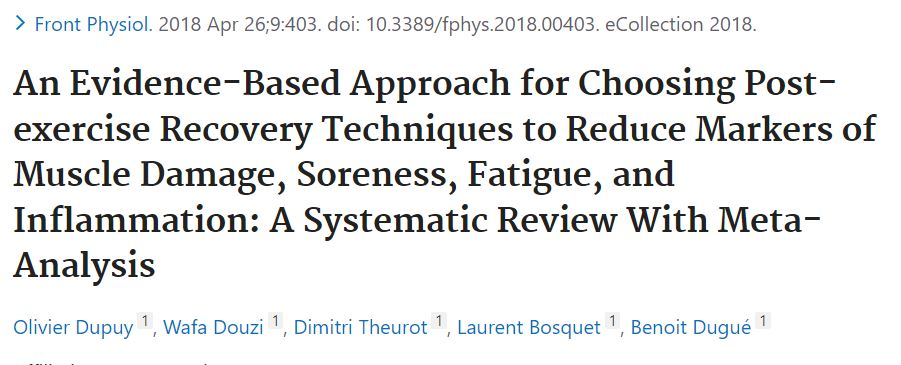 Front Physiol. 2018 Apr 26;9:403. doi: 10.3389/fphys.2018.00403. eCollection 2018.
An Evidence-Based Approach for Choosing Post-
exercise Recovery Techniques to Reduce Markers of
Muscle Damage, Soreness, Fatigue, and
Inflammation: A Systematic Review With Meta-
Analysis
Olivier Dupuy 1, Wafa Douzi 1, Dimitri Theurot 1, Laurent Bosquet 1, Benoit Dugué 1